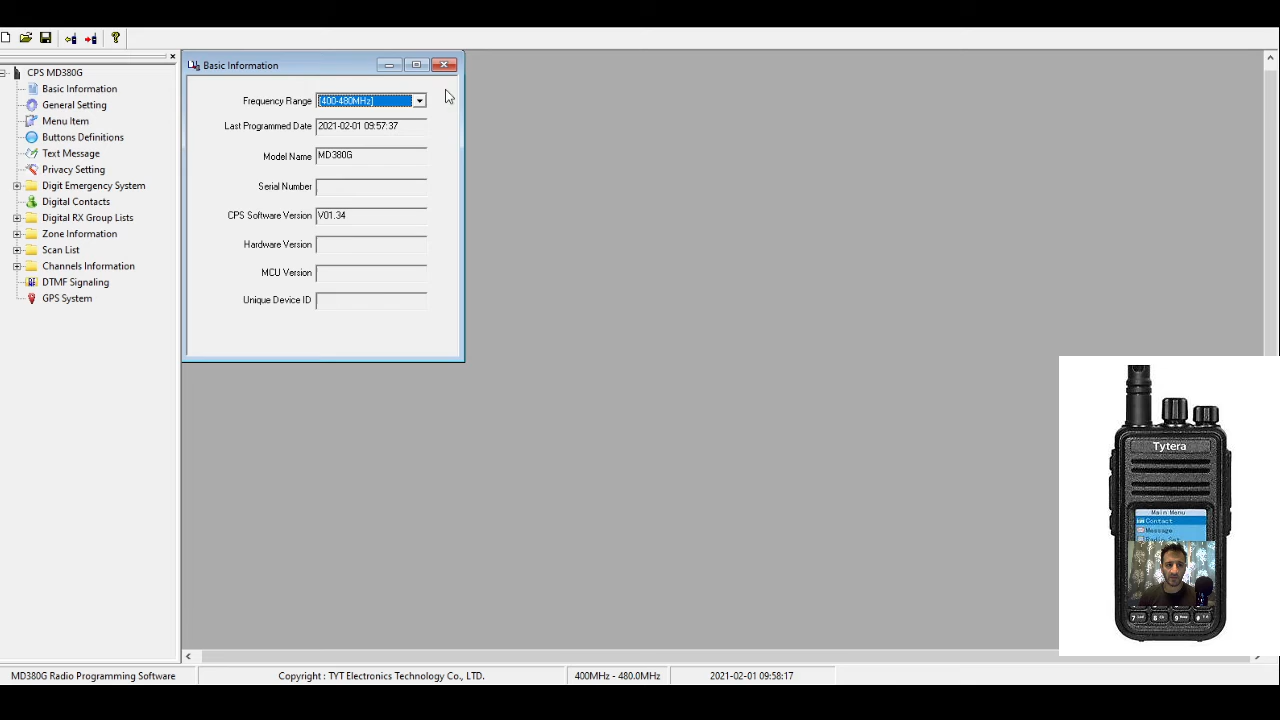 CPS MD380G
Basic Information
General Setting
Menu Item
Buttons Definitions
Text Message
Privacy Setting
Digit Emergency System
Digital Contacts
Digital RX Group Lists
Zone Information
Scan List
Channels Information
DTMF Signaling
GPS System
Basic Information
Frequency Range [400-480MHz]
Last Programmed Date 2021-02-01 09:57:37
Model Name MD380G
Serial Number
CPS Software Version V01.34
Hardware Version
MCU Version
Unique Device ID
Tytera
Main Menu
Contact
Message
MD380G Radio Programming Software
Copyright : TYT Electronics Technology Co., LTD.
400MHz - 480.0MHz
2021-02-01 09:58:17